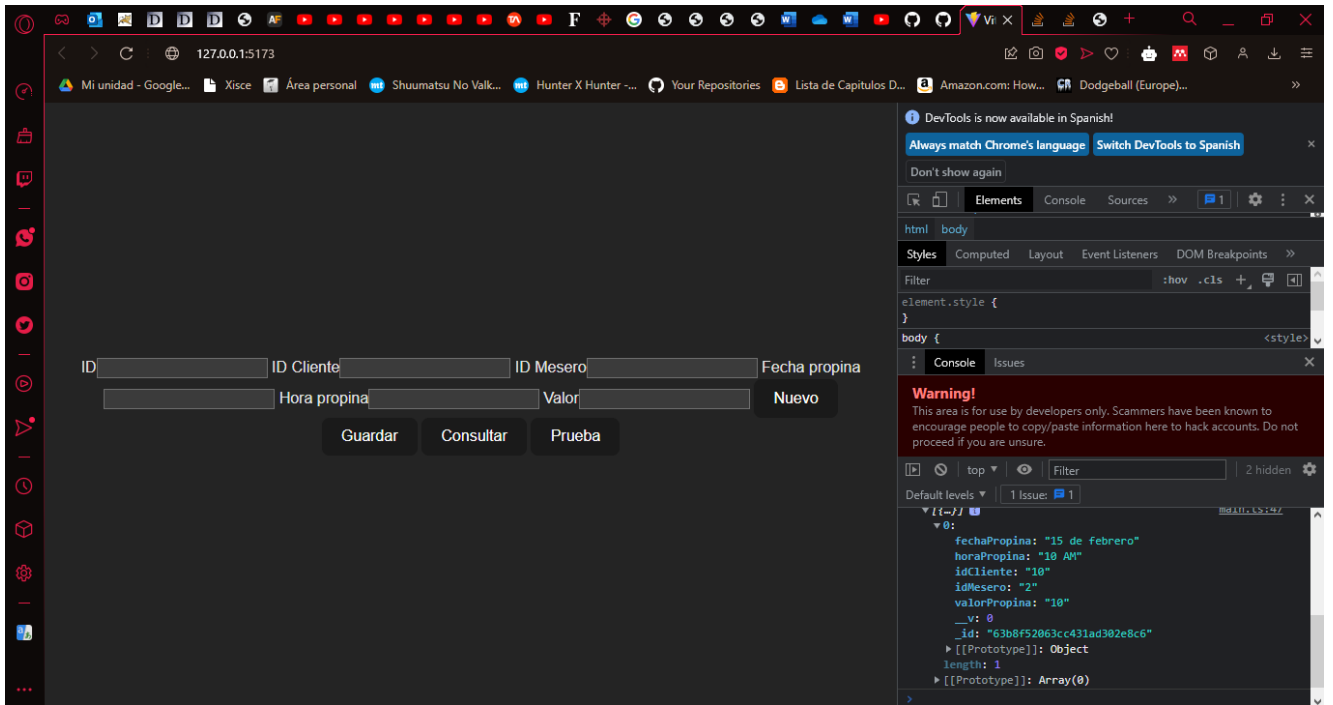 Vi
127.0.0.1:5173
Mi unidad - Google...
Xisce
Área personal
Shuumatsu No Valk...
Hunter X Hunter -...
Your Repositories
Lista de Capitulos D...
Amazon.com: How...
Dodgeball (Europe)...
»
DevTools is now available in Spanish!
Always match Chrome's language
Switch DevTools to Spanish
Don't show again
Elements Console Sources » 1
html body
Styles Computed Layout Event Listeners DOM Breakpoints »
Filter :hov .cls +
element.style {
}
body { <style>
Console Issues
Warning!
This area is for use by developers only. Scammers have been known to
encourage people to copy/paste information here to hack accounts. Do not
proceed if you are unsure.
top ▼ Filter 2 hidden
Default levels ▼ 1 Issue: 1
▼[{…}] main.ts:47
▼0:
fechaPropina: "15 de febrero"
horaPropina: "10 AM"
idCliente: "10"
idMesero: "2"
valorPropina: "10"
__v: 0
_id: "63b8f52063cc431ad302e8c6"
▶[[Prototype]]: Object
length: 1
▶[[Prototype]]: Array(0)
ID ID Cliente ID Mesero Fecha propina
Hora propina Valor Nuevo
Guardar Consultar Prueba